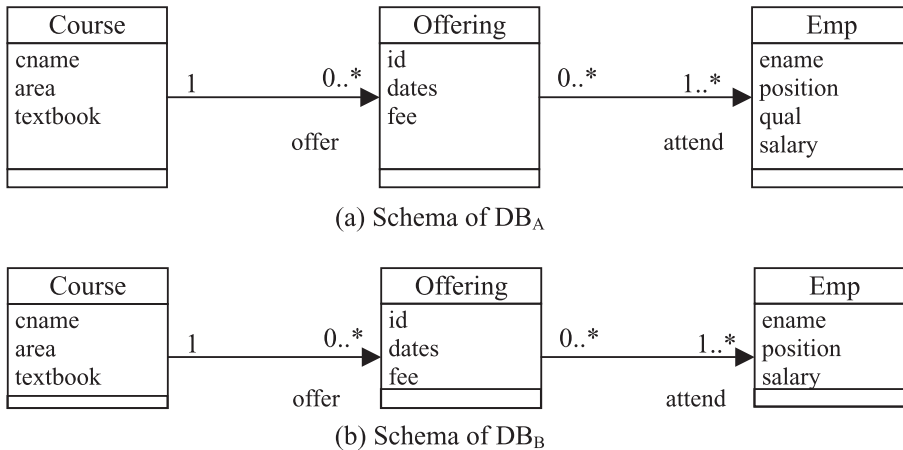 Course Offering Emp
cname id ename
area dates position
textbook fee qual
salary
1 0..* 0..* 1..*
offer attend
(a) Schema of DBA
Course Offering Emp
cname id ename
area dates position
textbook fee salary
1 0..* 0..* 1..*
offer attend
(b) Schema of DBB